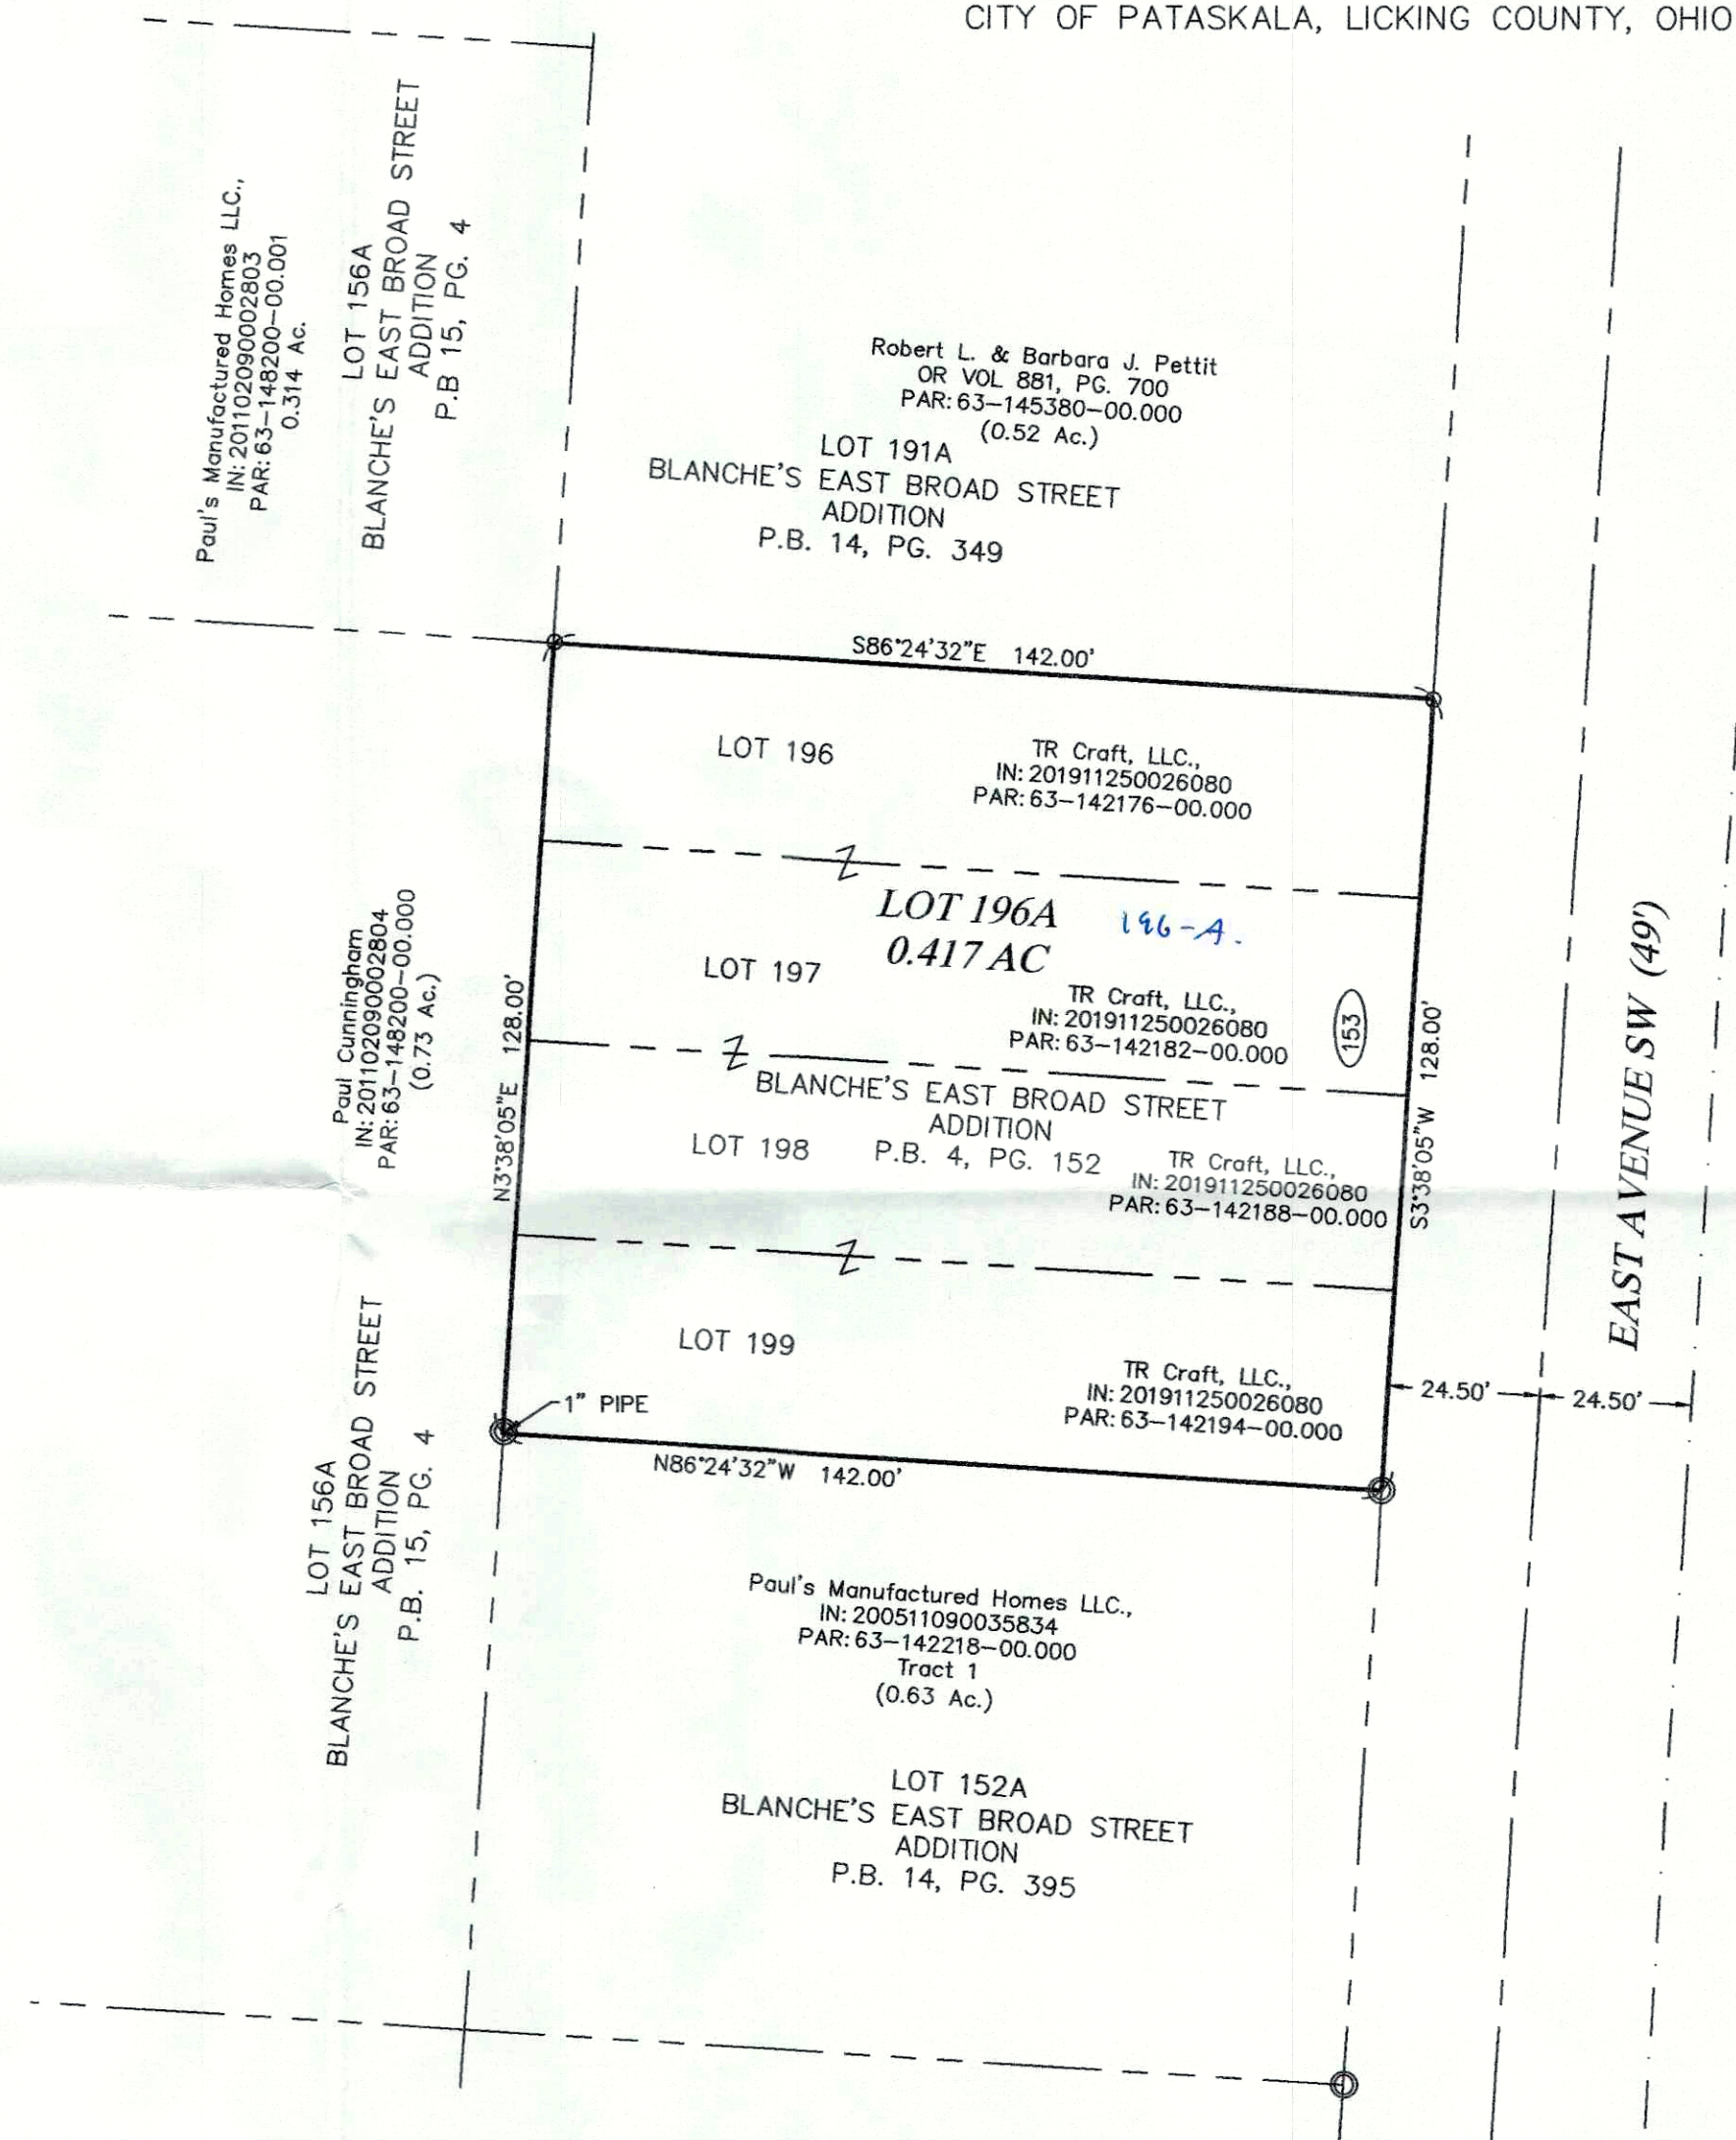 CITY OF PATASKALA, LICKING COUNTY, OHIO
Paul's Manufactured Homes LLC.,
IN: 201102090002803
PAR: 63-148200-00.001
0.314 Ac.
LOT 156A
BLANCHE'S EAST BROAD STREET
ADDITION
P.B 15, PG. 4
Robert L. & Barbara J. Pettit
OR VOL 881, PG. 700
PAR: 63-145380-00.000
(0.52 Ac.)
LOT 191A
BLANCHE'S EAST BROAD STREET
ADDITION
P.B. 14, PG. 349
S86°24'32"E 142.00'
LOT 196
TR Craft, LLC.,
IN: 201911250026080
PAR: 63-142176-00.000
LOT 196A
0.417 AC
196-A.
LOT 197
TR Craft, LLC.,
IN: 201911250026080
PAR: 63-142182-00.000
153
BLANCHE'S EAST BROAD STREET
ADDITION
P.B. 4, PG. 152
LOT 198
TR Craft, LLC.,
IN: 201911250026080
PAR: 63-142188-00.000
LOT 199
TR Craft, LLC.,
IN: 201911250026080
PAR: 63-142194-00.000
N3°38'05"E 128.00'
S3°38'05"W 128.00'
EAST AVENUE SW (49')
24.50'
24.50'
1" PIPE
N86°24'32"W 142.00'
Paul Cunningham
IN: 201102090002804
PAR: 63-148200-00.000
(0.73 Ac.)
LOT 156A
BLANCHE'S EAST BROAD STREET
ADDITION
P.B. 15, PG. 4
Paul's Manufactured Homes LLC.,
IN: 200511090035834
PAR: 63-142218-00.000
Tract 1
(0.63 Ac.)
LOT 152A
BLANCHE'S EAST BROAD STREET
ADDITION
P.B. 14, PG. 395